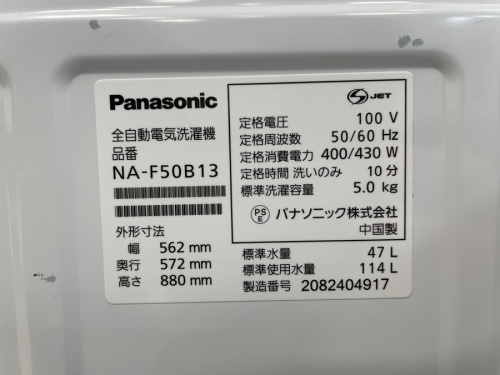 Panasonic
全自動電気洗濯機
品番
NA-F50B13
外形寸法
幅 562 mm
奥行 572 mm
高さ 880 mm
S JET
定格電圧 100 V
定格周波数 50/60 Hz
定格消費電力 400/430 W
定格時間 洗いのみ 10 分
標準洗濯容量 5.0 kg
PS E パナソニック株式会社
中国製
標準水量 47 L
標準使用水量 114 L
製造番号 2082404917